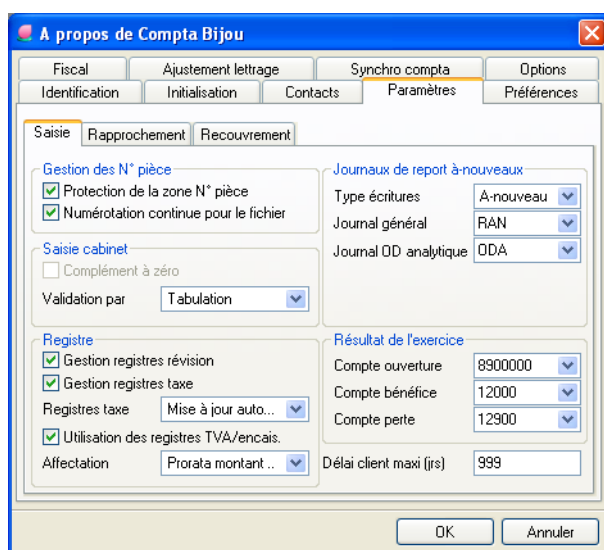 A propos de Compta Bijou
Fiscal
Ajustement lettrage
Synchro compta
Options
Identification
Initialisation
Contacts
Paramètres
Préférences
Saisie
Rapprochement
Recouvrement
Gestion des N° pièce
Protection de la zone N° pièce
Numérotation continue pour le fichier
Saisie cabinet
Complément à zéro
Validation par Tabulation
Registre
Gestion registres révision
Gestion registres taxe
Registres taxe Mise à jour auto...
Utilisation des registres TVA/encais.
Affectation Prorata montant ..
Journaux de report à-nouveaux
Type écritures A-nouveau
Journal général RAN
Journal OD analytique ODA
Résultat de l'exercice
Compte ouverture 8900000
Compte bénéfice 12000
Compte perte 12900
Délai client maxi (jrs) 999
OK
Annuler